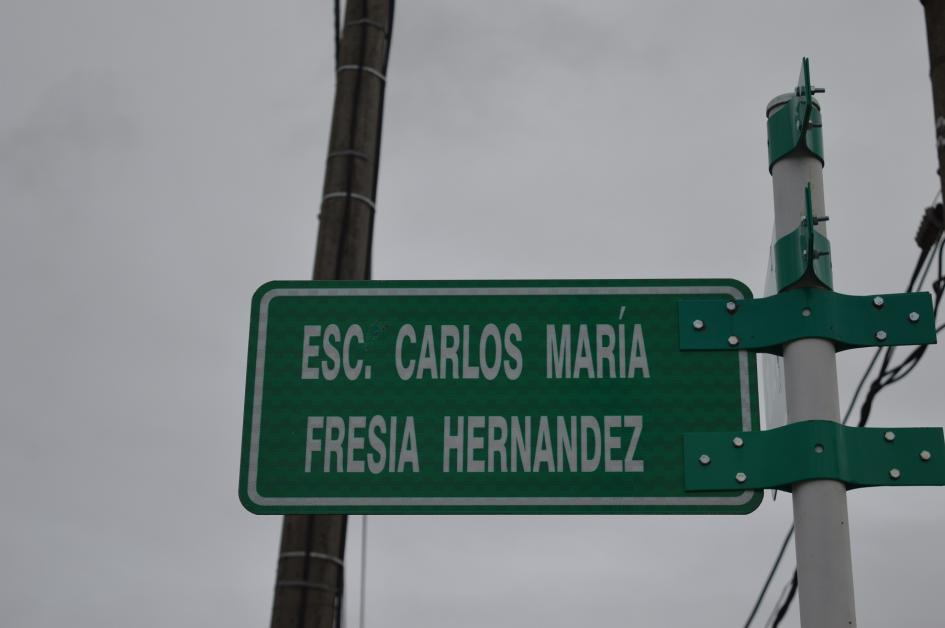 ESC. CARLOS MARÍA
FRESIA HERNANDEZ